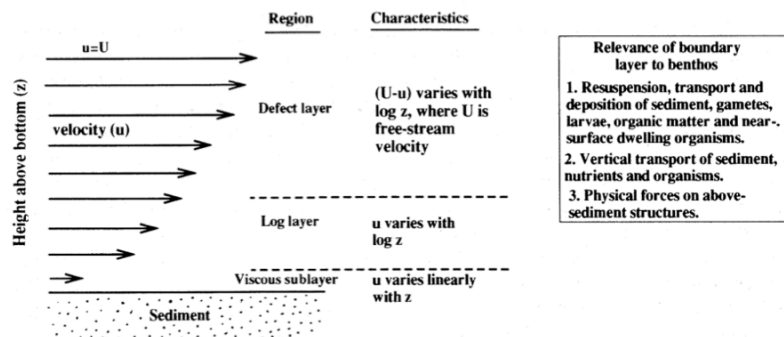 Region
Characteristics
u=U
Height above bottom (z)
velocity (u)
Defect layer
(U-u) varies with
log z, where U is
free-stream
velocity
Log layer
u varies with
log z
Viscous sublayer
u varies linearly
with z
Sediment
Relevance of boundary
layer to benthos
1. Resuspension, transport and
deposition of sediment, gametes,
larvae, organic matter and near-.
surface dwelling organisms.
2. Vertical transport of sediment,
nutrients and organisms.
3. Physical forces on above-
sediment structures.